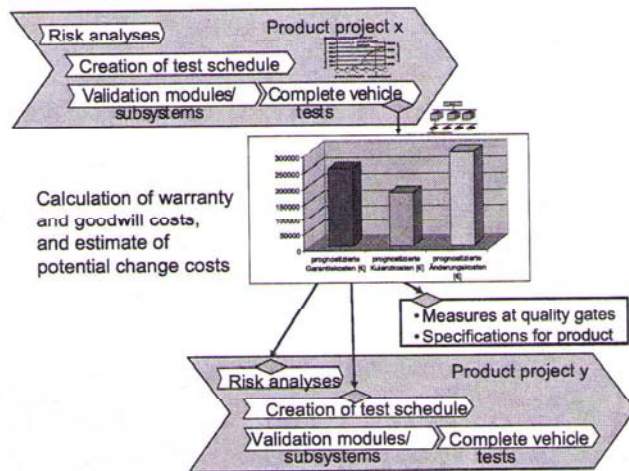 Product project x
Risk analyses
Creation of test schedule
Validation modules/
subsystems
Complete vehicle
tests
300000
250000
200000
150000
100000
50000
0
prognostizierte
Garantiekosten [€]
prognostizierte
Kulanzkosten [€]
prognostizierte
Änderungskosten
[€]
Calculation of warranty
and goodwill costs,
and estimate of
potential change costs
• Measures at quality gates
• Specifications for product
Product project y
Risk analyses
Creation of test schedule
Validation modules/
subsystems
Complete vehicle
tests